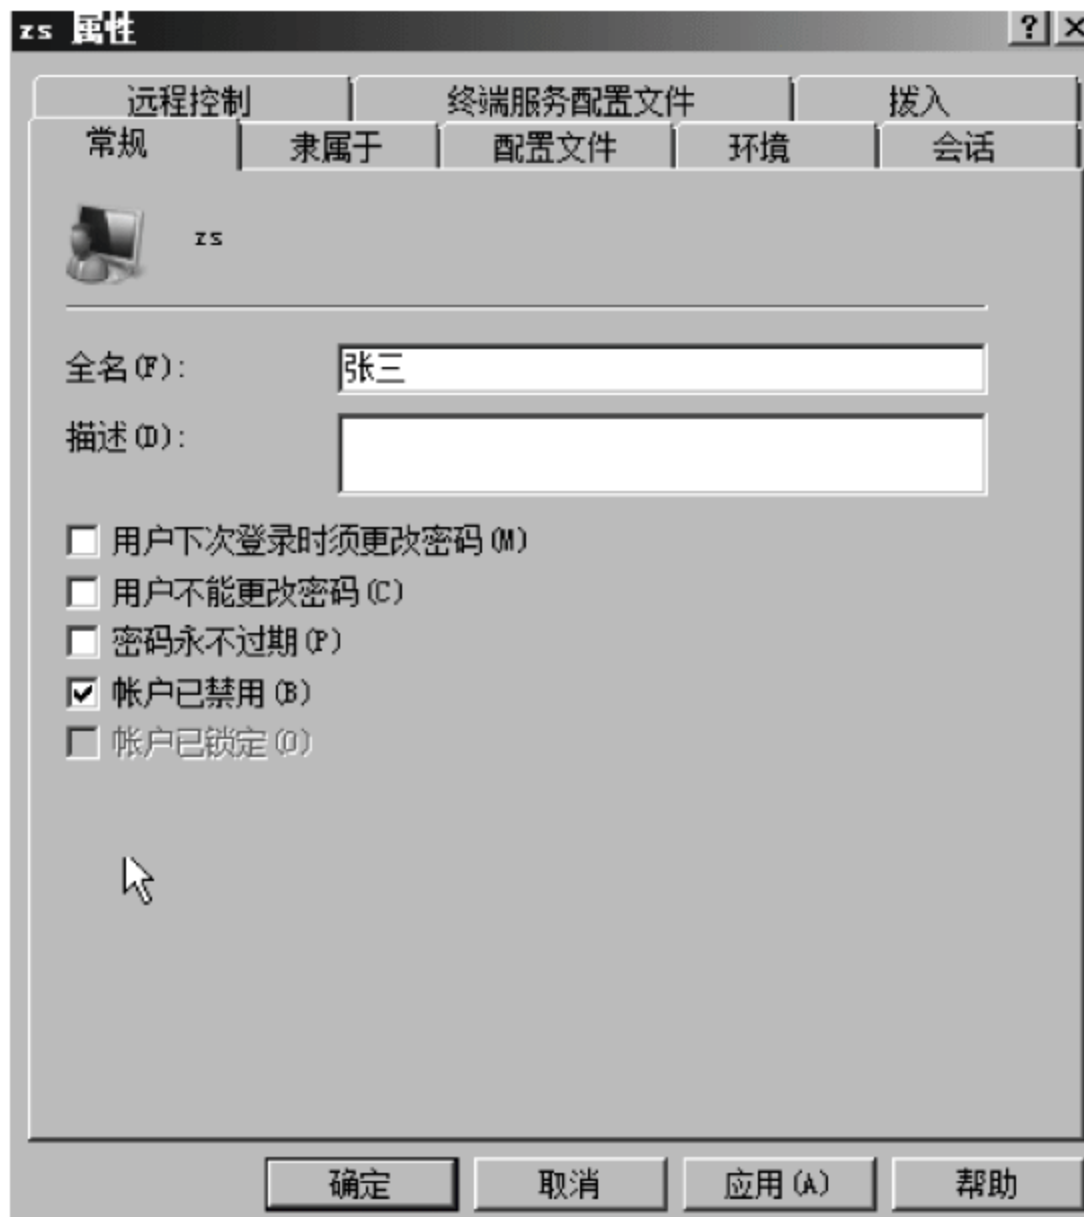 zs 属性
远程控制 终端服务配置文件 拨入
常规 隶属于 配置文件 环境 会话
zs
全名(F): 张三
描述(D):
用户下次登录时须更改密码(M)
用户不能更改密码(C)
密码永不过期(P)
帐户已禁用(B)
帐户已锁定(O)
确定 取消 应用(A) 帮助